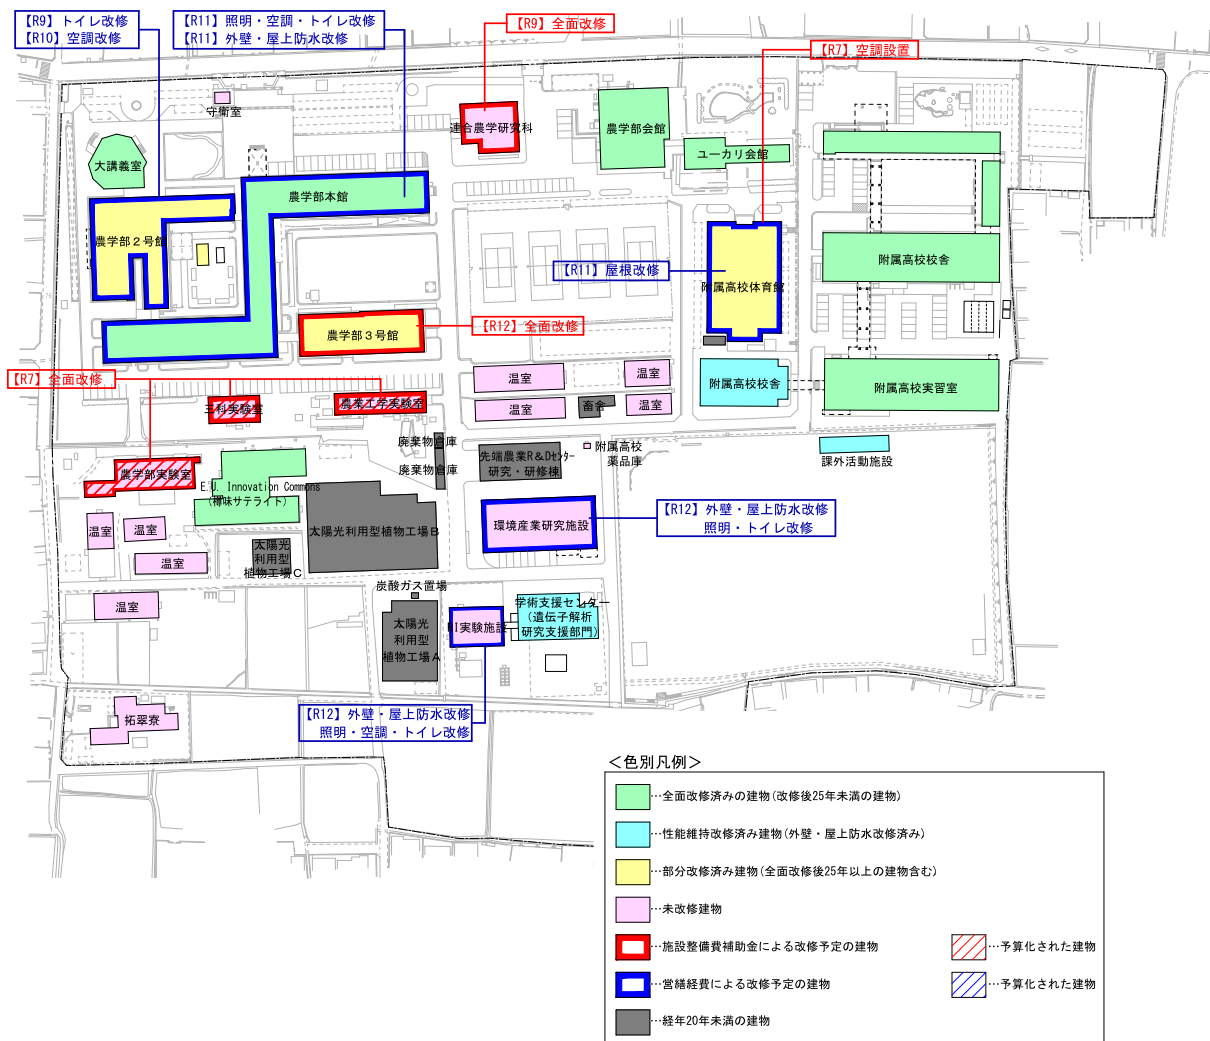 【R9】トイレ改修
【R10】空調改修
【R11】照明・空調・トイレ改修
【R11】外壁・屋上防水改修
【R9】全面改修
【R7】空調設置
守衛室
連合農学研究科
農学部会館
ユーカリ会館
大講義室
農学部本館
農学部2号館
附属高校校舎
【R11】屋根改修
附属高校体育館
【R12】全面改修
農学部3号館
【R7】全面改修
温室
温室
附属高校校舎
附属高校実習室
三科実験室
農業工学実験室
温室
畜舎
温室
廃棄物倉庫
廃棄物倉庫
先端農業R&Dセンター
研究・研修棟
附属高校
薬品庫
課外活動施設
農学部実験室
E.U. Innovation Commons
(樽味サテライト)
温室
温室
温室
太陽光利用型植物工場B
環境産業研究施設
【R12】外壁・屋上防水改修
照明・トイレ改修
太陽光
利用型
植物工場C
炭酸ガス置場
温室
太陽光
利用型
植物工場A
RI実験施設
学術支援センター
(遺伝子解析
研究支援部門)
【R12】外壁・屋上防水改修
照明・空調・トイレ改修
拓翠寮
＜色別凡例＞
…全面改修済みの建物(改修後25年未満の建物)
…性能維持改修済み建物(外壁・屋上防水改修済み)
…部分改修済み建物(全面改修後25年以上の建物含む)
…未改修建物
…施設整備費補助金による改修予定の建物
…予算化された建物
…営繕経費による改修予定の建物
…予算化された建物
…経年20年未満の建物